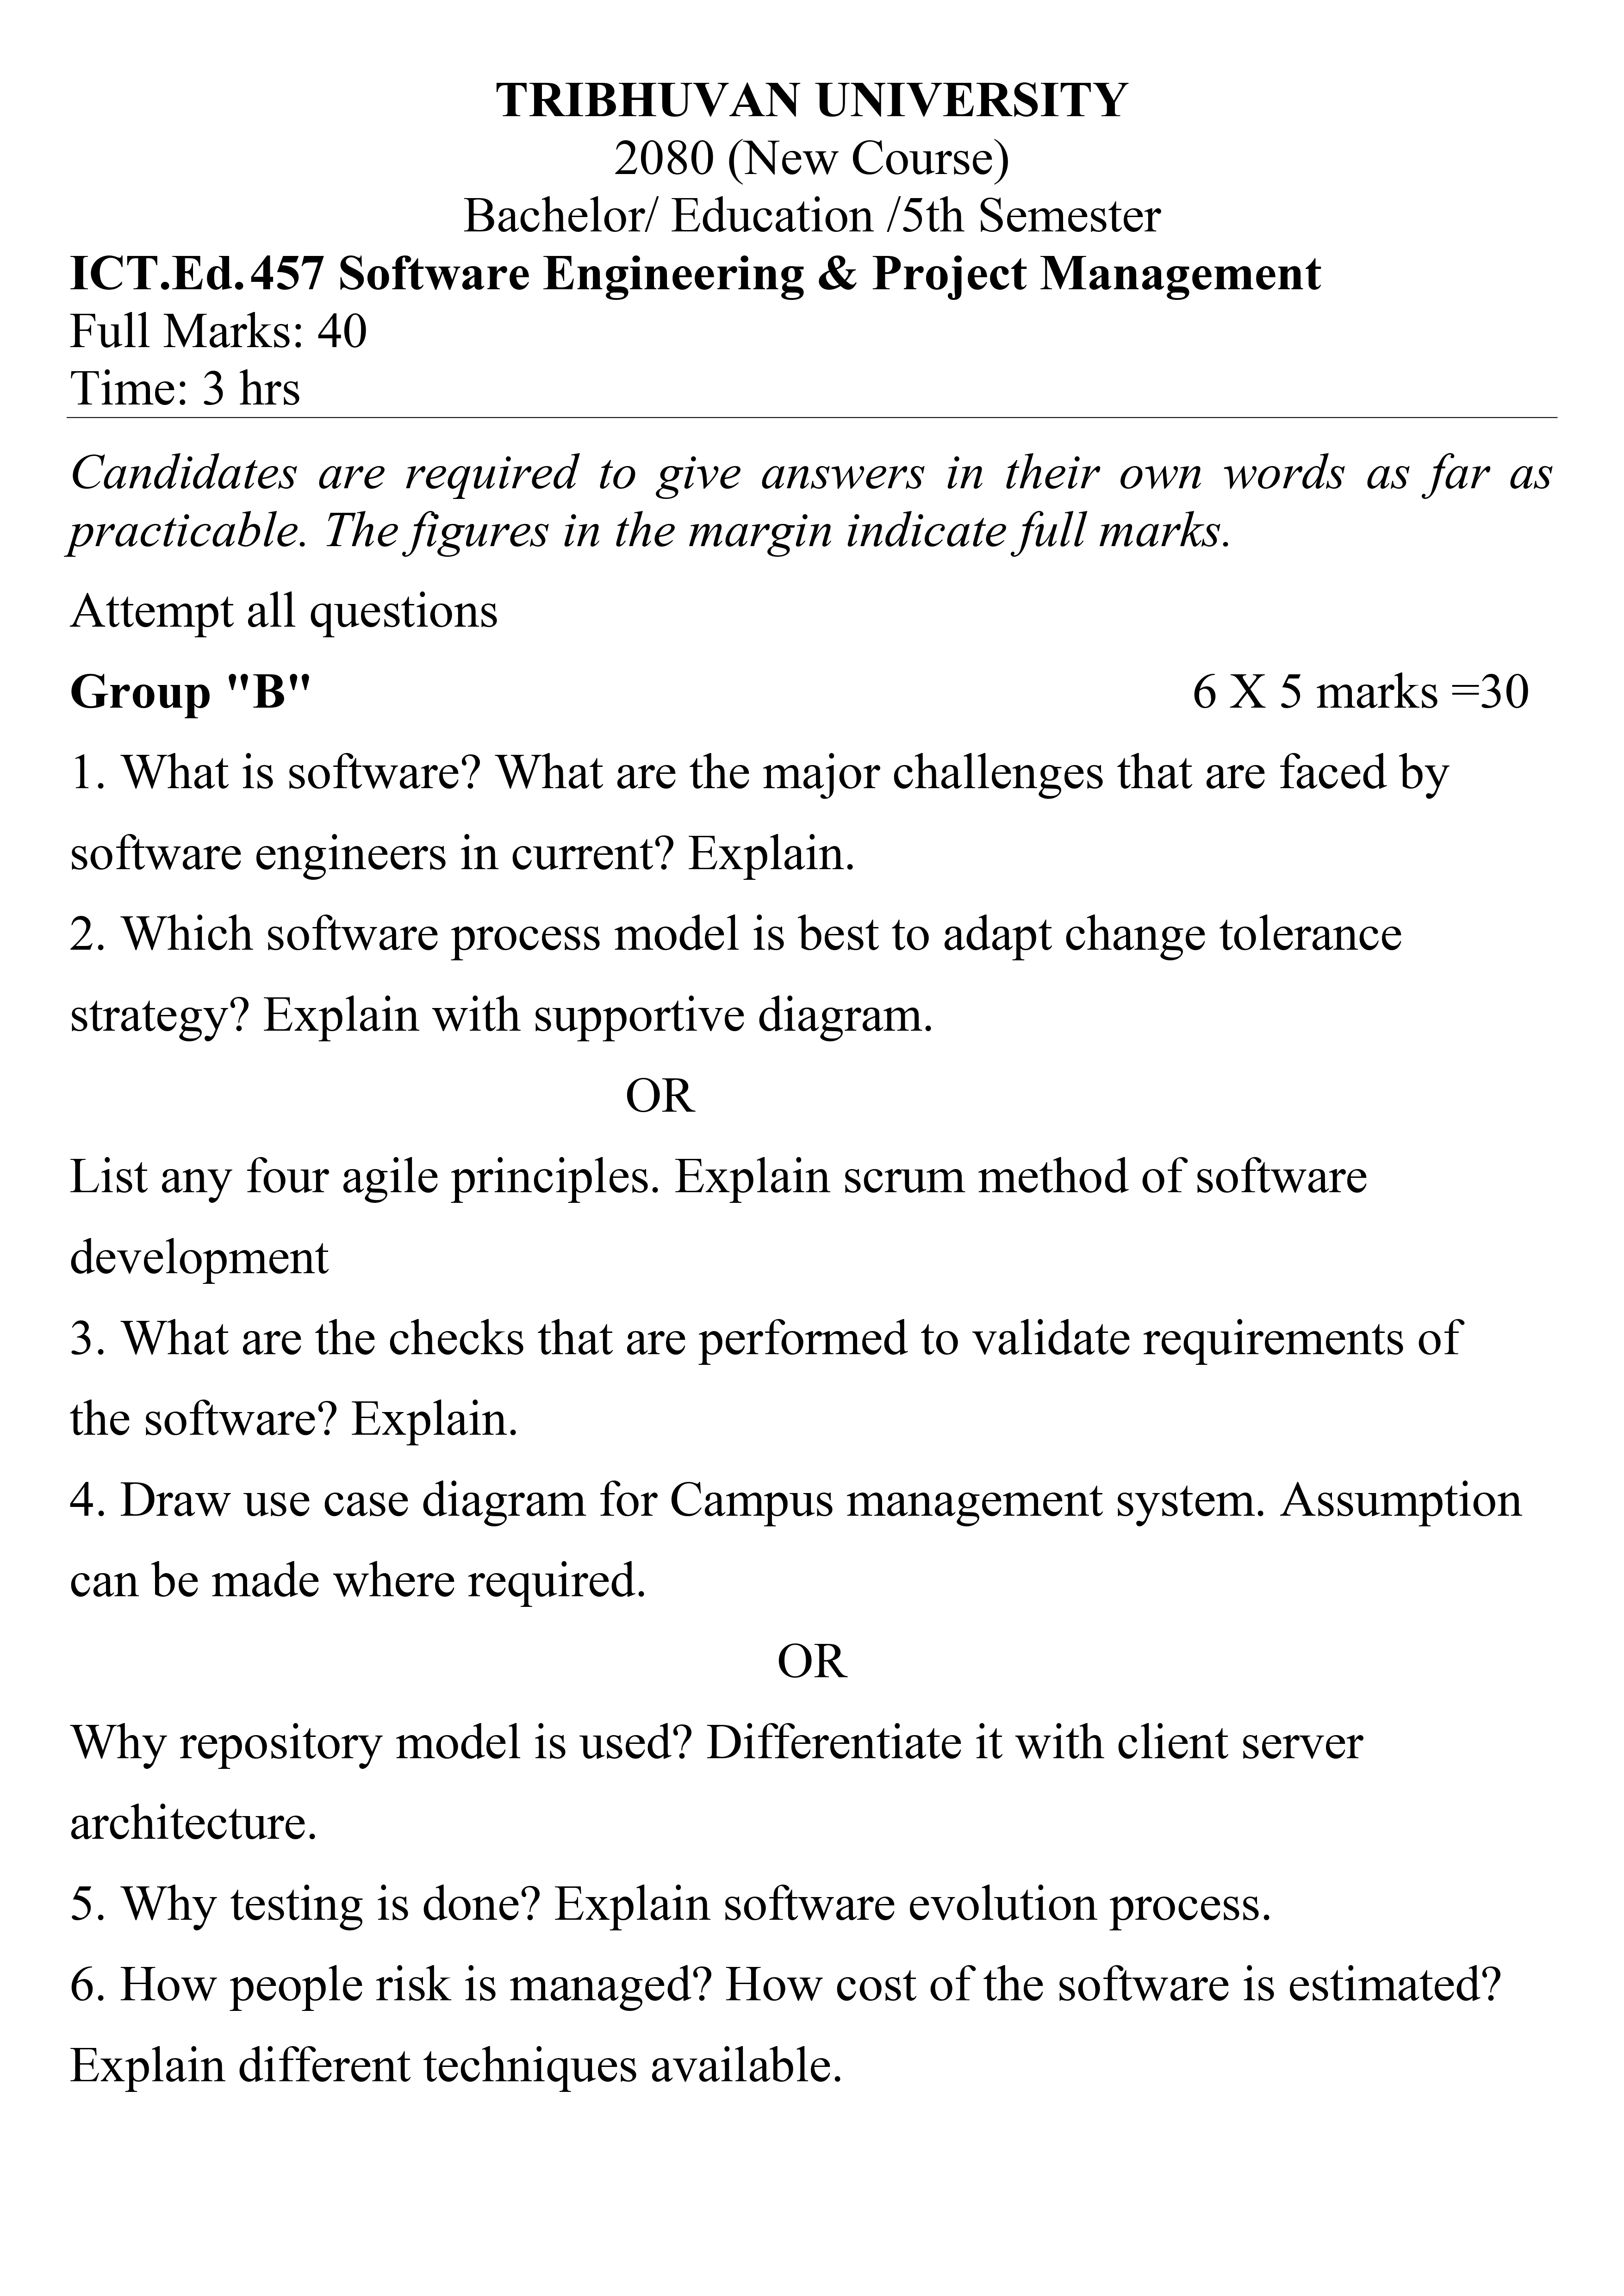 TRIBHUVAN UNIVERSITY
2080 (New Course)
Bachelor/ Education /5th Semester
ICT.Ed.457 Software Engineering & Project Management
Full Marks: 40
Time: 3 hrs
Candidates are required to give answers in their own words as far as
practicable. The figures in the margin indicate full marks.
Attempt all questions
Group "B" 6 X 5 marks =30
1. What is software? What are the major challenges that are faced by
software engineers in current? Explain.
2. Which software process model is best to adapt change tolerance
strategy? Explain with supportive diagram.
OR
List any four agile principles. Explain scrum method of software
development
3. What are the checks that are performed to validate requirements of
the software? Explain.
4. Draw use case diagram for Campus management system. Assumption
can be made where required.
OR
Why repository model is used? Differentiate it with client server
architecture.
5. Why testing is done? Explain software evolution process.
6. How people risk is managed? How cost of the software is estimated?
Explain different techniques available.